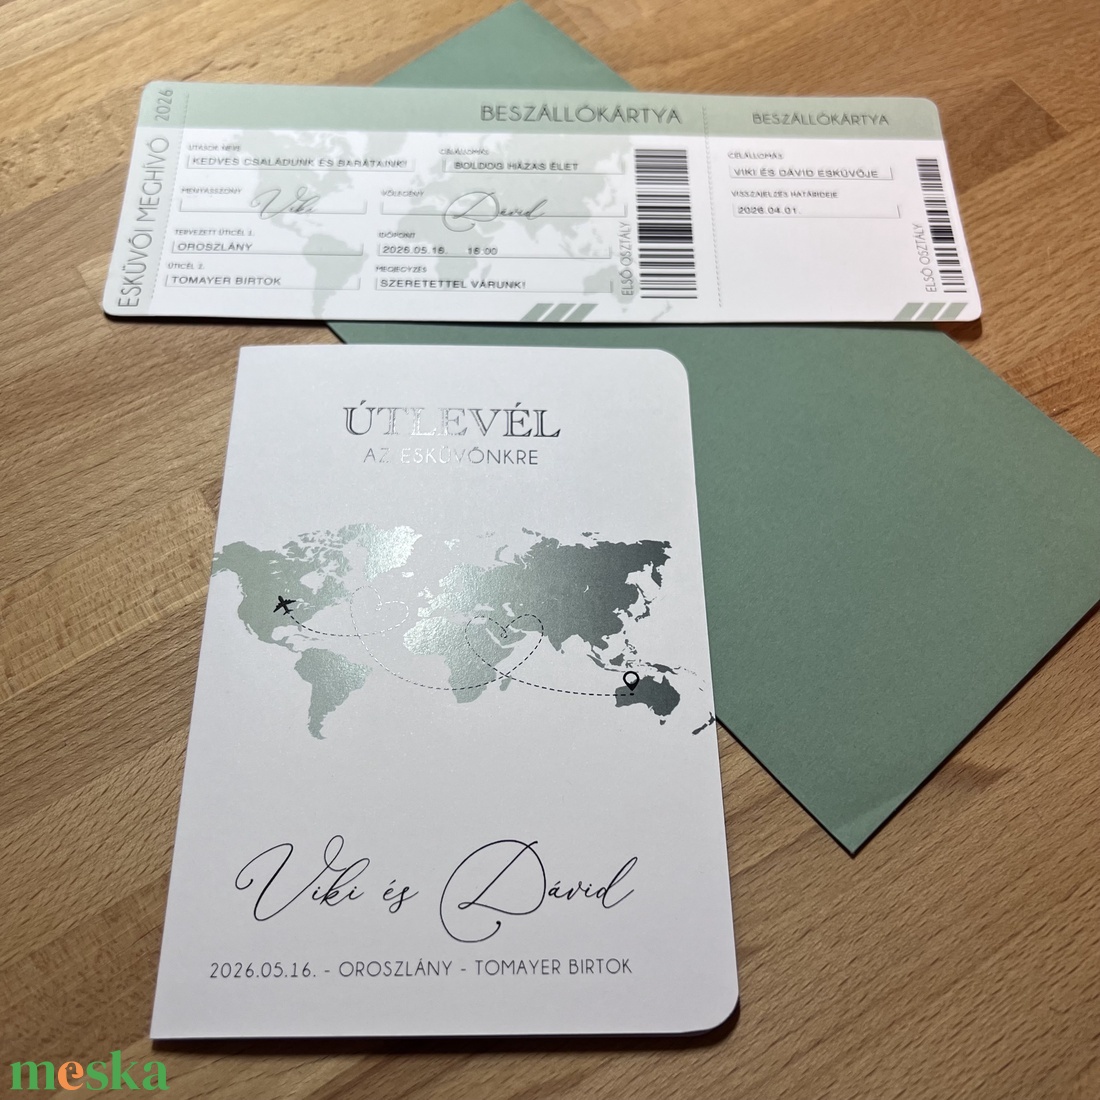 ESKÜVŐI MEGHÍVÓ 2026
BESZÁLLÓKÁRTYA
UTASOK NEVE
KEDVES CSALÁDUNK ÉS BARÁTAINK!
CÉLÁLLOMÁS
BOLDOG HÁZAS ÉLET
MENYASSZONY
Viki
VŐLEGÉNY
Dávid
TERVEZETT ÚTICÉL 1.
OROSZLÁNY
IDŐPONT
2026.05.16. 16:00
ÚTICÉL 2.
TOMAYER BIRTOK
MEGJEGYZÉS
SZERETETTEL VÁRUNK!
ELSŐ OSZTÁLY
BESZÁLLÓKÁRTYA
CÉLÁLLOMÁS
VIKI ÉS DÁVID ESKÜVŐJE
VISSZAJELZÉS HATÁRIDEJE
2026.04.01.
ELSŐ OSZTÁLY
ÚTLEVÉL
AZ ESKÜVŐNKRE
Viki és Dávid
2026.05.16. - OROSZLÁNY - TOMAYER BIRTOK
meska